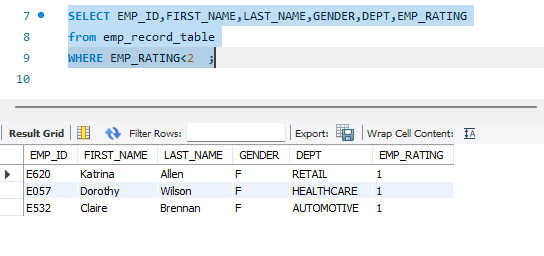 7 SELECT EMP_ID,FIRST_NAME,LAST_NAME,GENDER,DEPT,EMP_RATING
8 from emp_record_table
9 WHERE EMP_RATING<2 ;
10
Result Grid Filter Rows: Export: Wrap Cell Content:
EMP_ID FIRST_NAME LAST_NAME GENDER DEPT EMP_RATING
E620 Katrina Allen F RETAIL 1
E057 Dorothy Wilson F HEALTHCARE 1
E532 Claire Brennan F AUTOMOTIVE 1